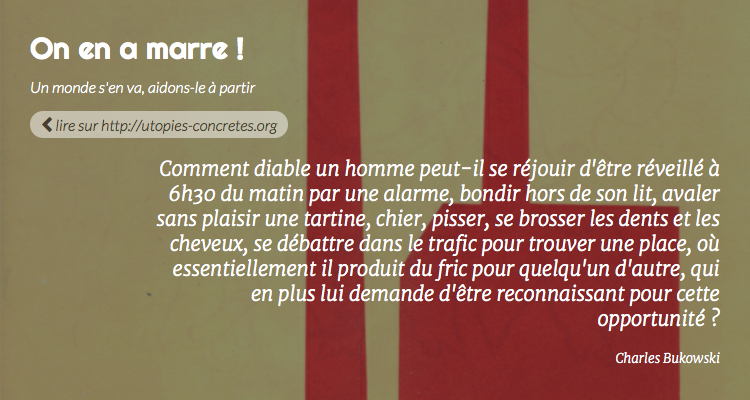 On en a marre !
Un monde s'en va, aidons-le à partir
lire sur http://utopies-concretes.org
Comment diable un homme peut-il se réjouir d'être réveillé à
6h30 du matin par une alarme, bondir hors de son lit, avaler
sans plaisir une tartine, chier, pisser, se brosser les dents et les
cheveux, se débattre dans le trafic pour trouver une place, où
essentiellement il produit du fric pour quelqu'un d'autre, qui
en plus lui demande d'être reconnaissant pour cette
opportunité ?
Charles Bukowski